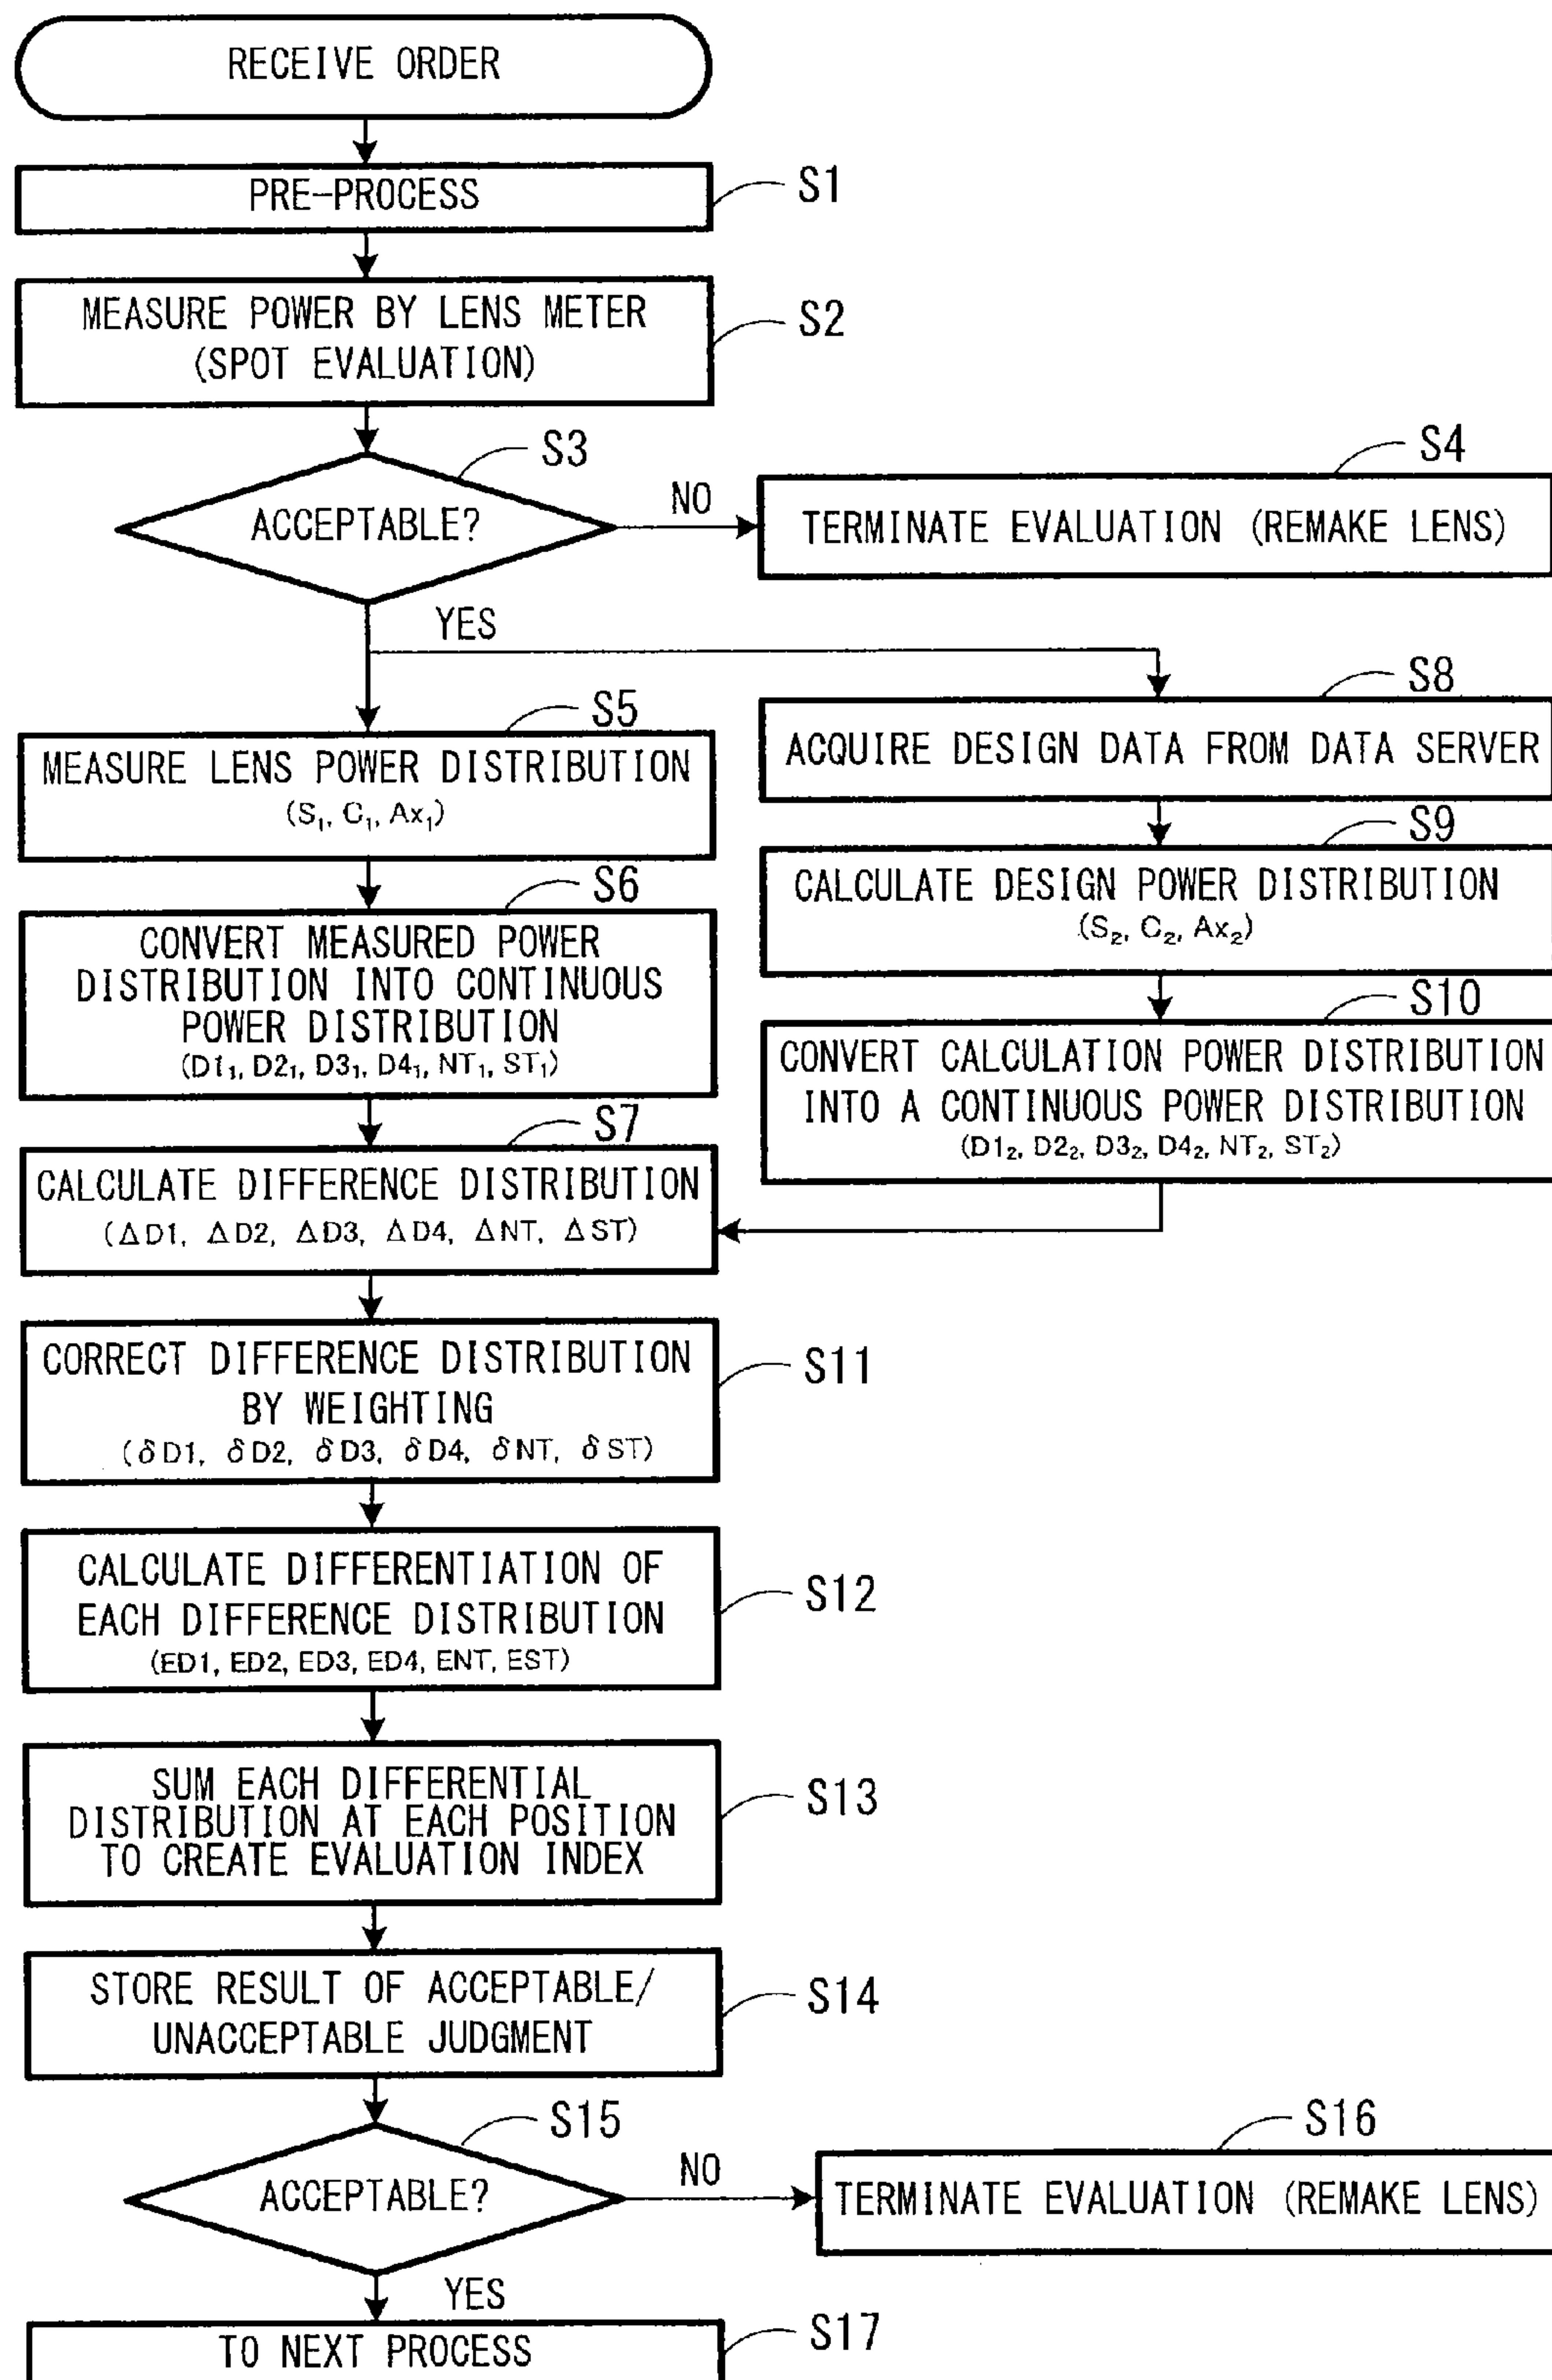 RECEIVE ORDER
PRE-PROCESS
S1
MEASURE POWER BY LENS METER
(SPOT EVALUATION)
S2
S3
ACCEPTABLE?
NO
S4
TERMINATE EVALUATION (REMAKE LENS)
YES
S5
MEASURE LENS POWER DISTRIBUTION
(S₁, C₁, Ax₁)
S6
CONVERT MEASURED POWER
DISTRIBUTION INTO CONTINUOUS
POWER DISTRIBUTION
(D1₁, D2₁, D3₁, D4₁, NT₁, ST₁)
S7
CALCULATE DIFFERENCE DISTRIBUTION
(ΔD1, ΔD2, ΔD3, ΔD4, ΔNT, ΔST)
S8
ACQUIRE DESIGN DATA FROM DATA SERVER
S9
CALCULATE DESIGN POWER DISTRIBUTION
(S₂, C₂, Ax₂)
S10
CONVERT CALCULATION POWER DISTRIBUTION
INTO A CONTINUOUS POWER DISTRIBUTION
(D1₂, D2₂, D3₂, D4₂, NT₂, ST₂)
CORRECT DIFFERENCE DISTRIBUTION
BY WEIGHTING
(δD1, δD2, δD3, δD4, δNT, δST)
S11
CALCULATE DIFFERENTIATION OF
EACH DIFFERENCE DISTRIBUTION
(ED1, ED2, ED3, ED4, ENT, EST)
S12
SUM EACH DIFFERENTIAL
DISTRIBUTION AT EACH POSITION
TO CREATE EVALUATION INDEX
S13
STORE RESULT OF ACCEPTABLE/
UNACCEPTABLE JUDGMENT
S14
S15
ACCEPTABLE?
NO
S16
TERMINATE EVALUATION (REMAKE LENS)
YES
TO NEXT PROCESS
S17